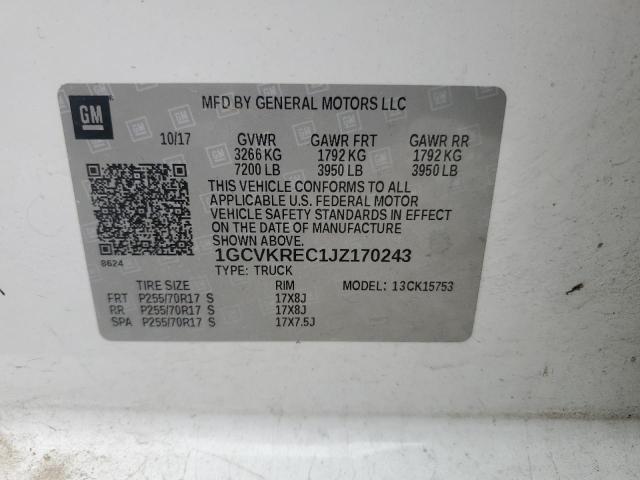 GM
MFD BY GENERAL MOTORS LLC
10/17 GVWR GAWR FRT GAWR RR
3266 KG 1792 KG 1792 KG
7200 LB 3950 LB 3950 LB
THIS VEHICLE CONFORMS TO ALL
APPLICABLE U.S. FEDERAL MOTOR
VEHICLE SAFETY STANDARDS IN EFFECT
ON THE DATE OF MANUFACTURE
SHOWN ABOVE.
8624
1GCVKREC1JZ170243
TYPE: TRUCK
TIRE SIZE RIM MODEL: 13CK15753
FRT P255/70R17 S 17X8J
RR P255/70R17 S 17X8J
SPA P255/70R17 S 17X7.5J